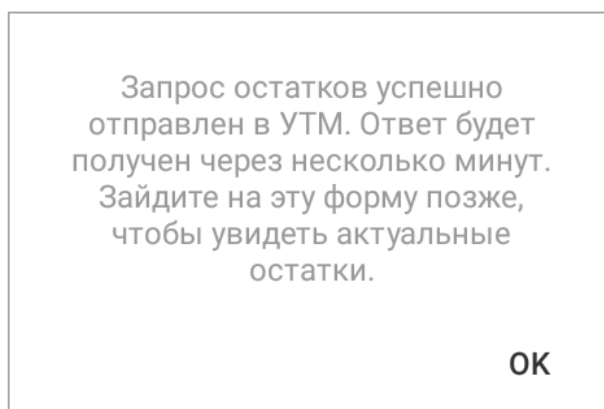 Запрос остатков успешно
отправлен в УТМ. Ответ будет
получен через несколько минут.
Зайдите на эту форму позже,
чтобы увидеть актуальные
остатки.
ОК